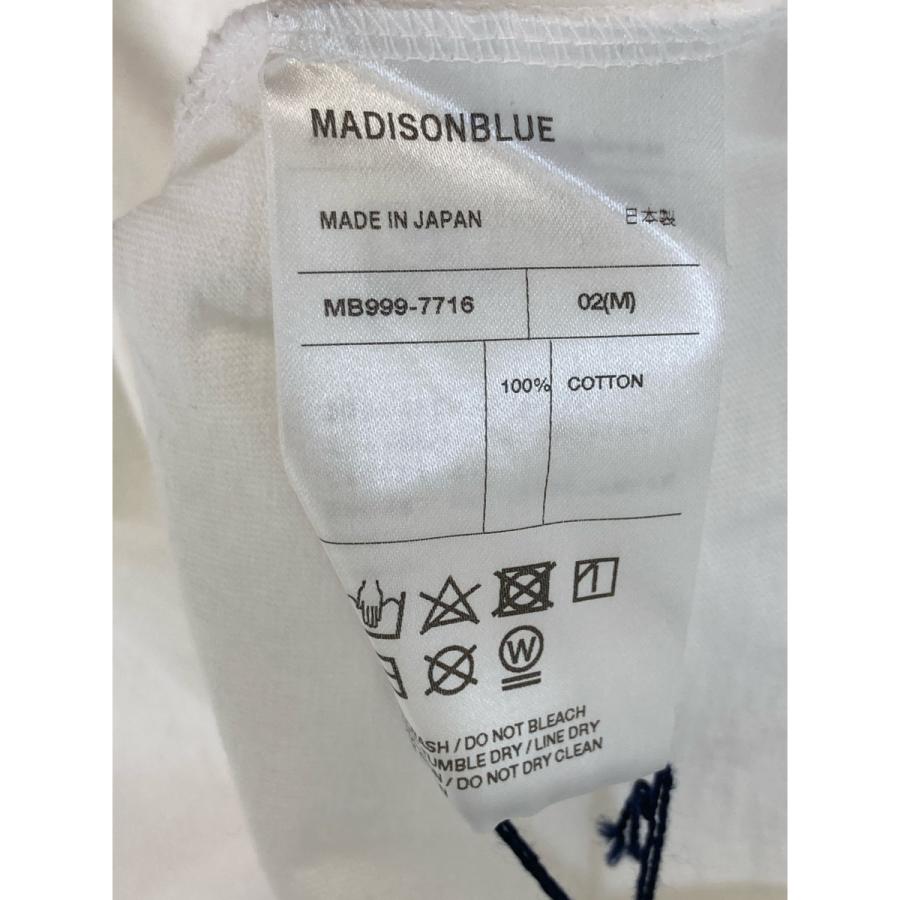 MADISONBLUE
MADE IN JAPAN 日本製
MB999-7716 02(M)
100% COTTON
W
/ DO NOT BLEACH
DRY / LINE DRY
/ DO NOT DRY CLEAN